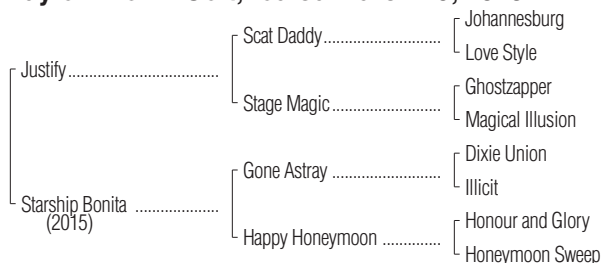 Johannesburg
Scat Daddy
Love Style
Justify
Ghostzapper
Stage Magic
Magical Illusion
Dixie Union
Gone Astray
Illicit
Starship Bonita
(2015)
Honour and Glory
Happy Honeymoon
Honeymoon Sweep